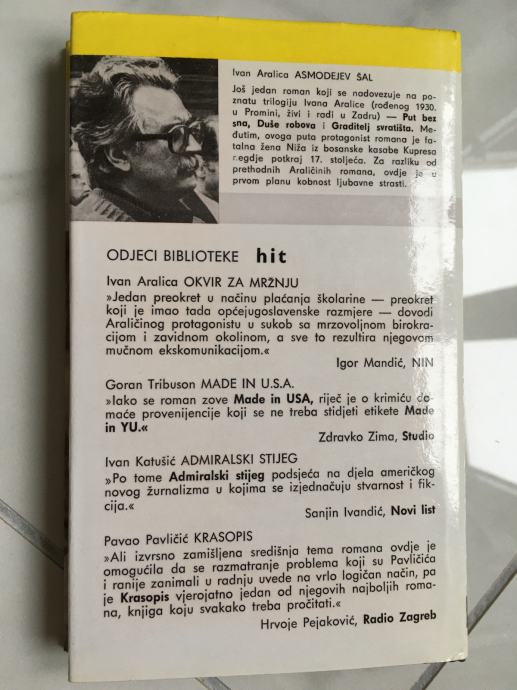 Ivan Aralica ASMODEJEV ŠAL
Još jedan roman koji se nadovezuje na po-
znatu trilogiju Ivana Aralice (rođenog 1930.
u Promini, živi i radi u Zadru) — Put bez
sna, Duše robova i Graditelj svratišta. Me-
đutim, ovoga puta protagonist romana je fa-
talna žena Niža iz bosanske kasabe Kupresa
negdje potkraj 17. stoljeća. Za razliku od
prethodnih Araličinih romana, ovdje je u
prvom planu kobnost ljubavne strasti.
ODJECI BIBLIOTEKE hit
Ivan Aralica OKVIR ZA MRŽNJU
»Jedan preokret u načinu plaćanja školarine — preokret
koji je imao tada općejugoslavenske razmjere — dovodi
Araličinog protagonistu u sukob sa mrzovoljnom birokra-
cijom i zavidnom okolinom, a sve to rezultira njegovom
mučnom ekskomunikacijom.«
Igor Mandić, NIN
Goran Tribuson MADE IN U.S.A.
»Iako se roman zove Made in USA, riječ je o krimiću do-
maće provenijencije koji se ne treba stidjeti etikete Made
in YU.«
Zdravko Zima, Studio
Ivan Katušić ADMIRALSKI STIJEG
»Po tome Admiralski stijeg podsjeća na djela američkog
novog žurnalizma u kojima se izjednačuju stvarnost i fik-
cija.«
Sanjin Ivandić, Novi list
Pavao Pavličić KRASOPIS
»Ali izvrsno zamišljena središnja tema romana ovdje je
omogućila da se razmatranje problema koji su Pavličića
i ranije zanimali u radnju uvede na vrlo logičan način, pa
je Krasopis vjerojatno jedan od njegovih najboljih roma-
na, knjiga koju svakako treba pročitati.«
Hrvoje Pejaković, Radio Zagreb